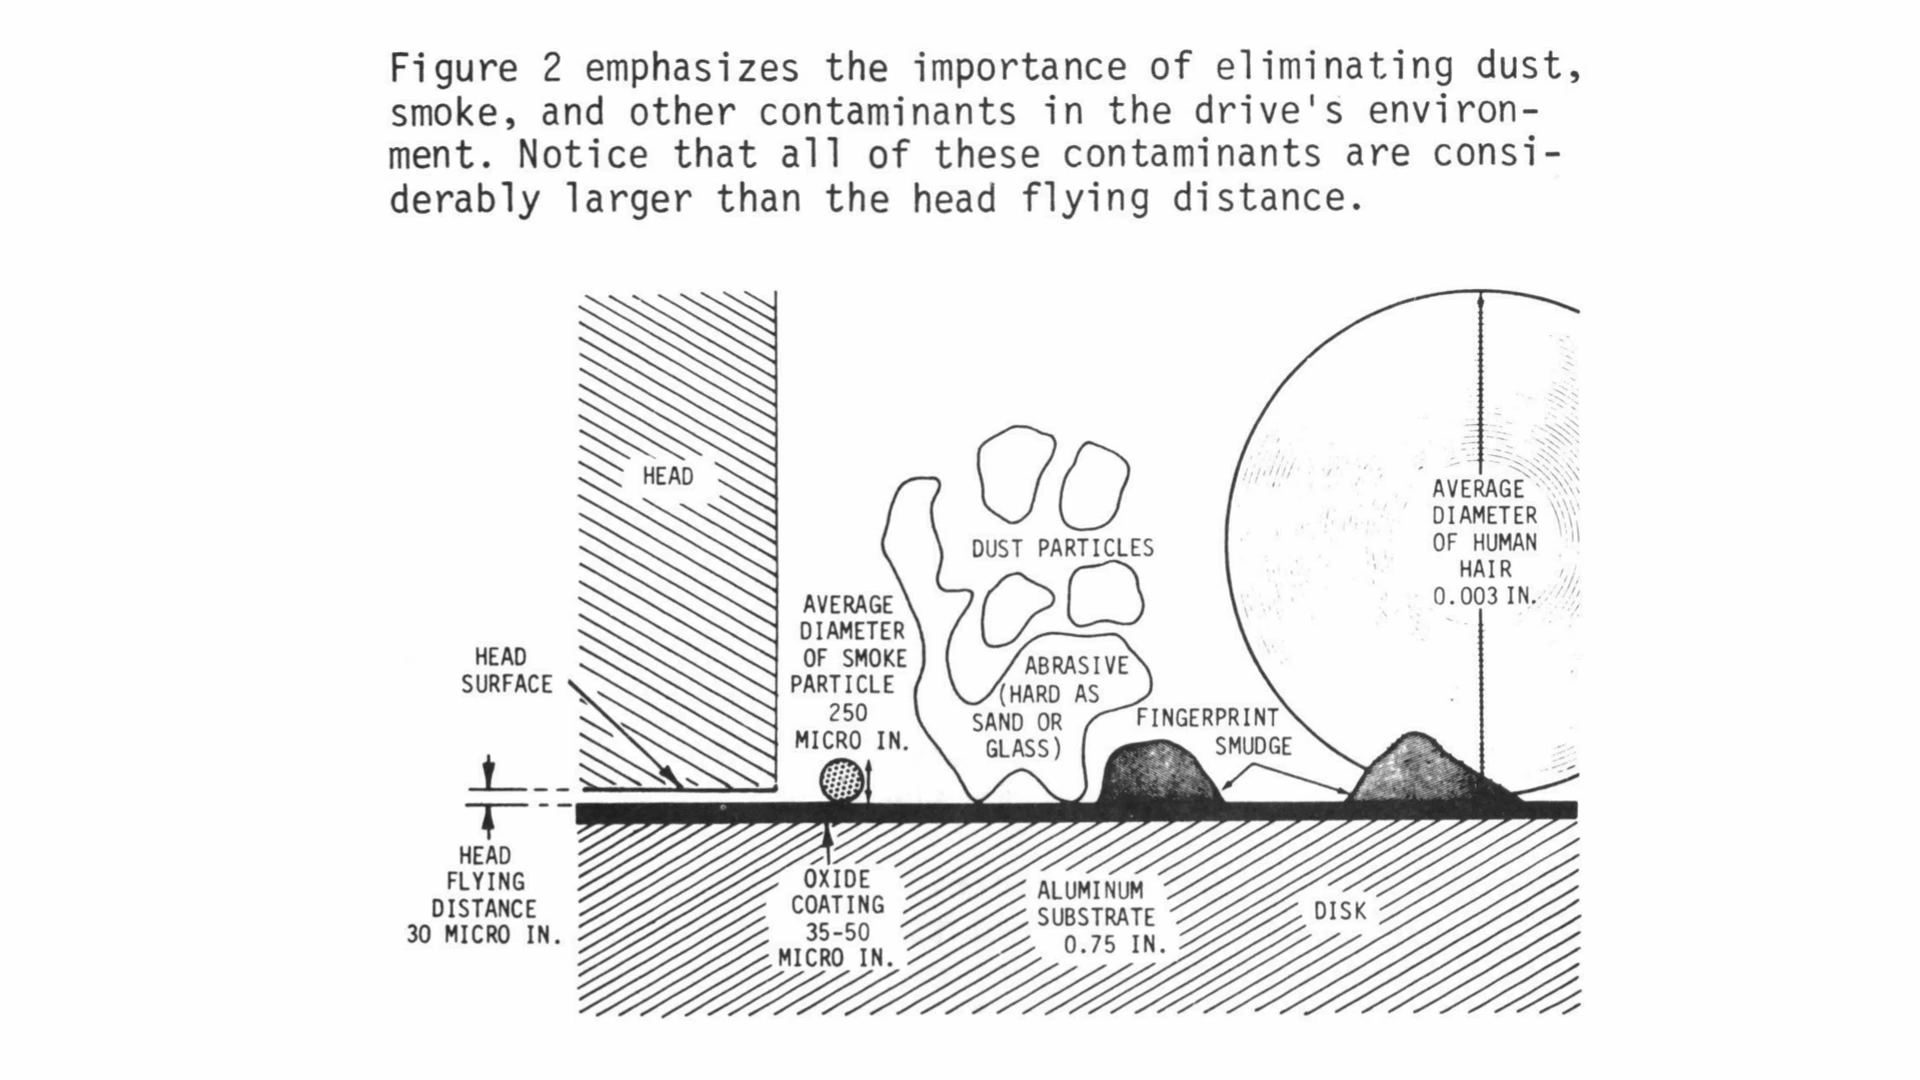 Figure 2 emphasizes the importance of eliminating dust,
smoke, and other contaminants in the drive's environ-
ment. Notice that all of these contaminants are consi-
derably larger than the head flying distance.
HEAD
HEAD
SURFACE
HEAD
FLYING
DISTANCE
30 MICRO IN.
AVERAGE
DIAMETER
OF SMOKE
PARTICLE
250
MICRO IN.
DUST PARTICLES
ABRASIVE
(HARD AS
SAND OR
GLASS)
FINGERPRINT
SMUDGE
AVERAGE
DIAMETER
OF HUMAN
HAIR
0.003 IN.
OXIDE
COATING
35-50
MICRO IN.
ALUMINUM
SUBSTRATE
0.75 IN.
DISK